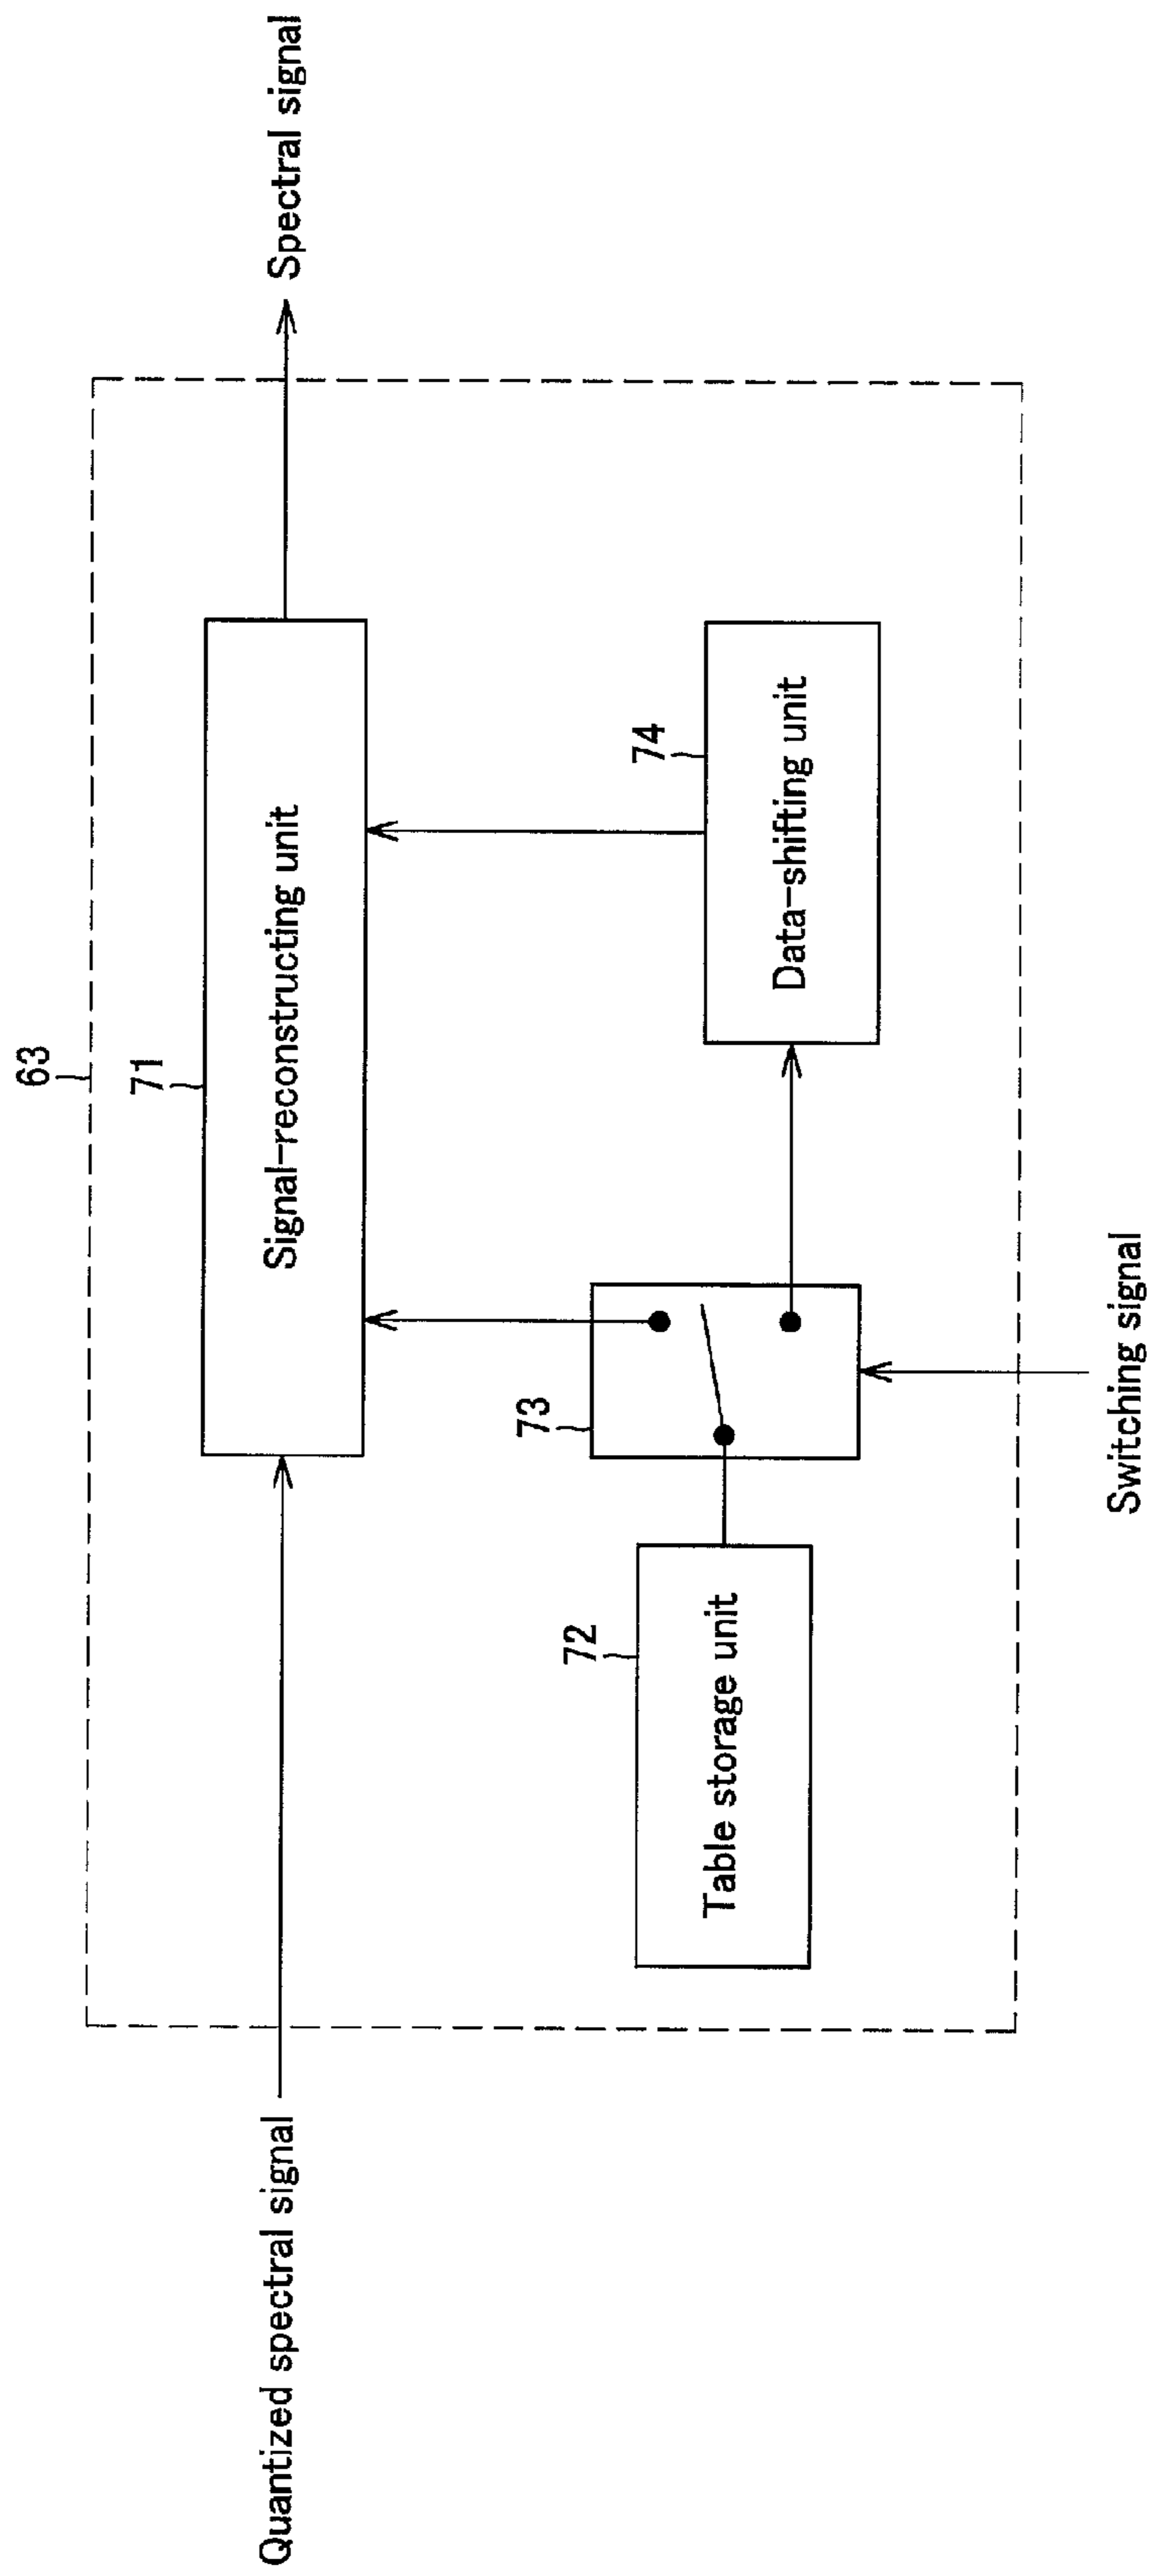 63
71
Quantized spectral signal
Signal-reconstructing unit
Spectral signal
73
74
72
Table storage unit
Data-shifting unit
Switching signal